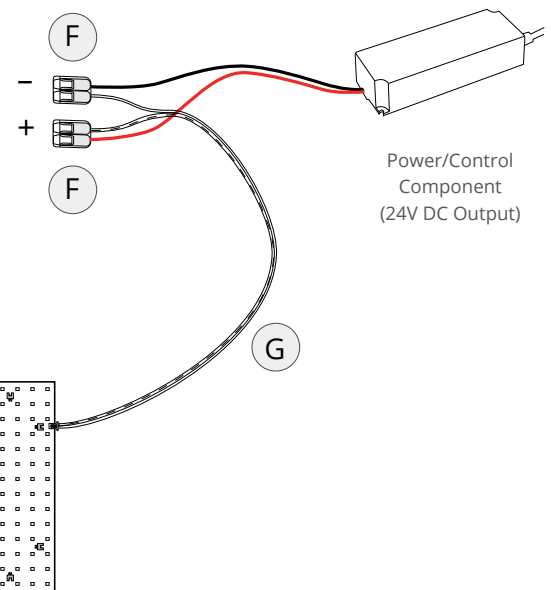 F
−
+
F
Power/Control
Component
(24V DC Output)
G